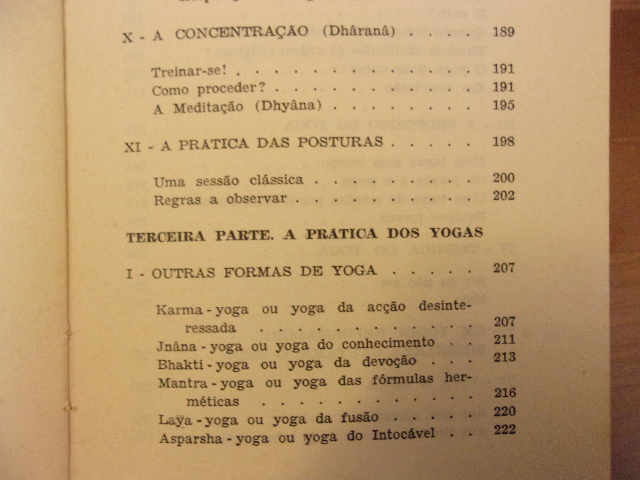 X - A CONCENTRAÇÃO (Dhâranâ) . . . . 189
Treinar-se! . . . . . . . . . . . 191
Como proceder? . . . . . . . . . 191
A Meditação (Dhyâna) . . . . . . . 195
XI - A PRATICA DAS POSTURAS . . . . . 198
Uma sessão clássica . . . . . . . . 200
Regras a observar . . . . . . . . . 202
TERCEIRA PARTE. A PRATICA DOS YOGAS
I - OUTRAS FORMAS DE YOGA . . . . . 207
Karma-yoga ou yoga da acção desinte-
ressada . . . . . . . . . . 207
Jnâna-yoga ou yoga do conhecimento . . 211
Bhakti-yoga ou yoga da devoção . . . 213
Mantra-yoga ou yoga das fórmulas her-
méticas . . . . . . . . . . 216
Laya-yoga ou yoga da fusão . . . . . 220
Asparsha-yoga ou yoga do Intocável . . 222